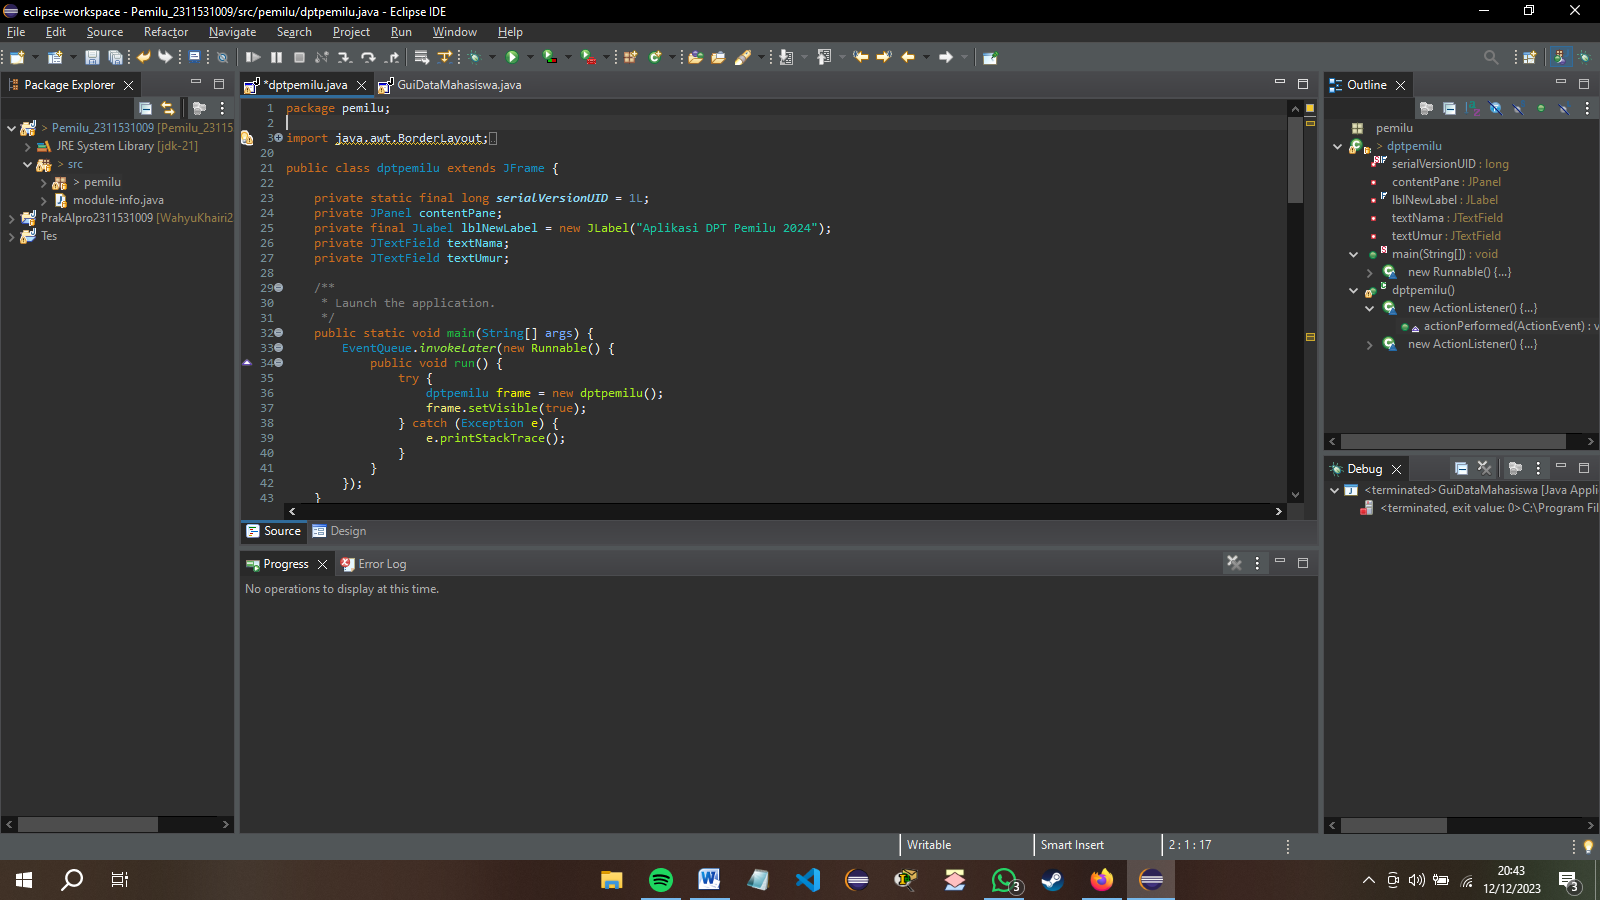 eclipse-workspace - Pemilu_2311531009/src/pemilu/dptpemilu.java - Eclipse IDE
File Edit Source Refactor Navigate Search Project Run Window Help
Package Explorer
> Pemilu_2311531009 [Pemilu_23115
JRE System Library [jdk-21]
> src
> pemilu
module-info.java
PrakAlpro2311531009 [WahyuKhairi2
Tes
*dptpemilu.java
GuiDataMahasiswa.java
1 package pemilu;
2
3 import java.awt.BorderLayout;
20
21 public class dptpemilu extends JFrame {
22
23 private static final long serialVersionUID = 1L;
24 private JPanel contentPane;
25 private final JLabel lblNewLabel = new JLabel("Aplikasi DPT Pemilu 2024");
26 private JTextField textNama;
27 private JTextField textUmur;
28
29 /**
30 * Launch the application.
31 */
32 public static void main(String[] args) {
33 EventQueue.invokeLater(new Runnable() {
34 public void run() {
35 try {
36 dptpemilu frame = new dptpemilu();
37 frame.setVisible(true);
38 } catch (Exception e) {
39 e.printStackTrace();
40 }
41 }
42 });
43 }
Source Design
Progress
Error Log
No operations to display at this time.
Outline
pemilu
> dptpemilu
serialVersionUID : long
contentPane : JPanel
lblNewLabel : JLabel
textNama : JTextField
textUmur : JTextField
main(String[]) : void
new Runnable() {...}
dptpemilu()
new ActionListener() {...}
actionPerformed(ActionEvent) : v
new ActionListener() {...}
Debug
<terminated>GuiDataMahasiswa [Java Appli
<terminated, exit value: 0>C:\Program Fil
Writable
Smart Insert
2 : 1 : 17
3
20:43
12/12/2023
3